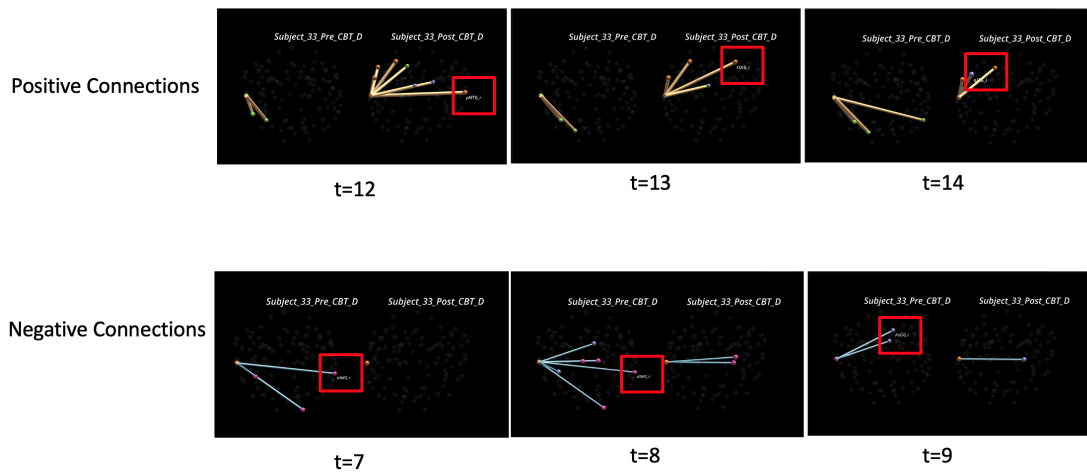 Positive Connections
Subject_33_Pre_CBT_D Subject_33_Post_CBT_D
pMTG_r
Subject_33_Pre_CBT_D Subject_33_Post_CBT_D
Subject_33_Pre_CBT_D Subject_33_Post_CBT_D
t=12
t=13
t=14
Negative Connections
Subject_33_Pre_CBT_D Subject_33_Post_CBT_D
Subject_33_Pre_CBT_D Subject_33_Post_CBT_D
Subject_33_Pre_CBT_D Subject_33_Post_CBT_D
t=7
t=8
t=9